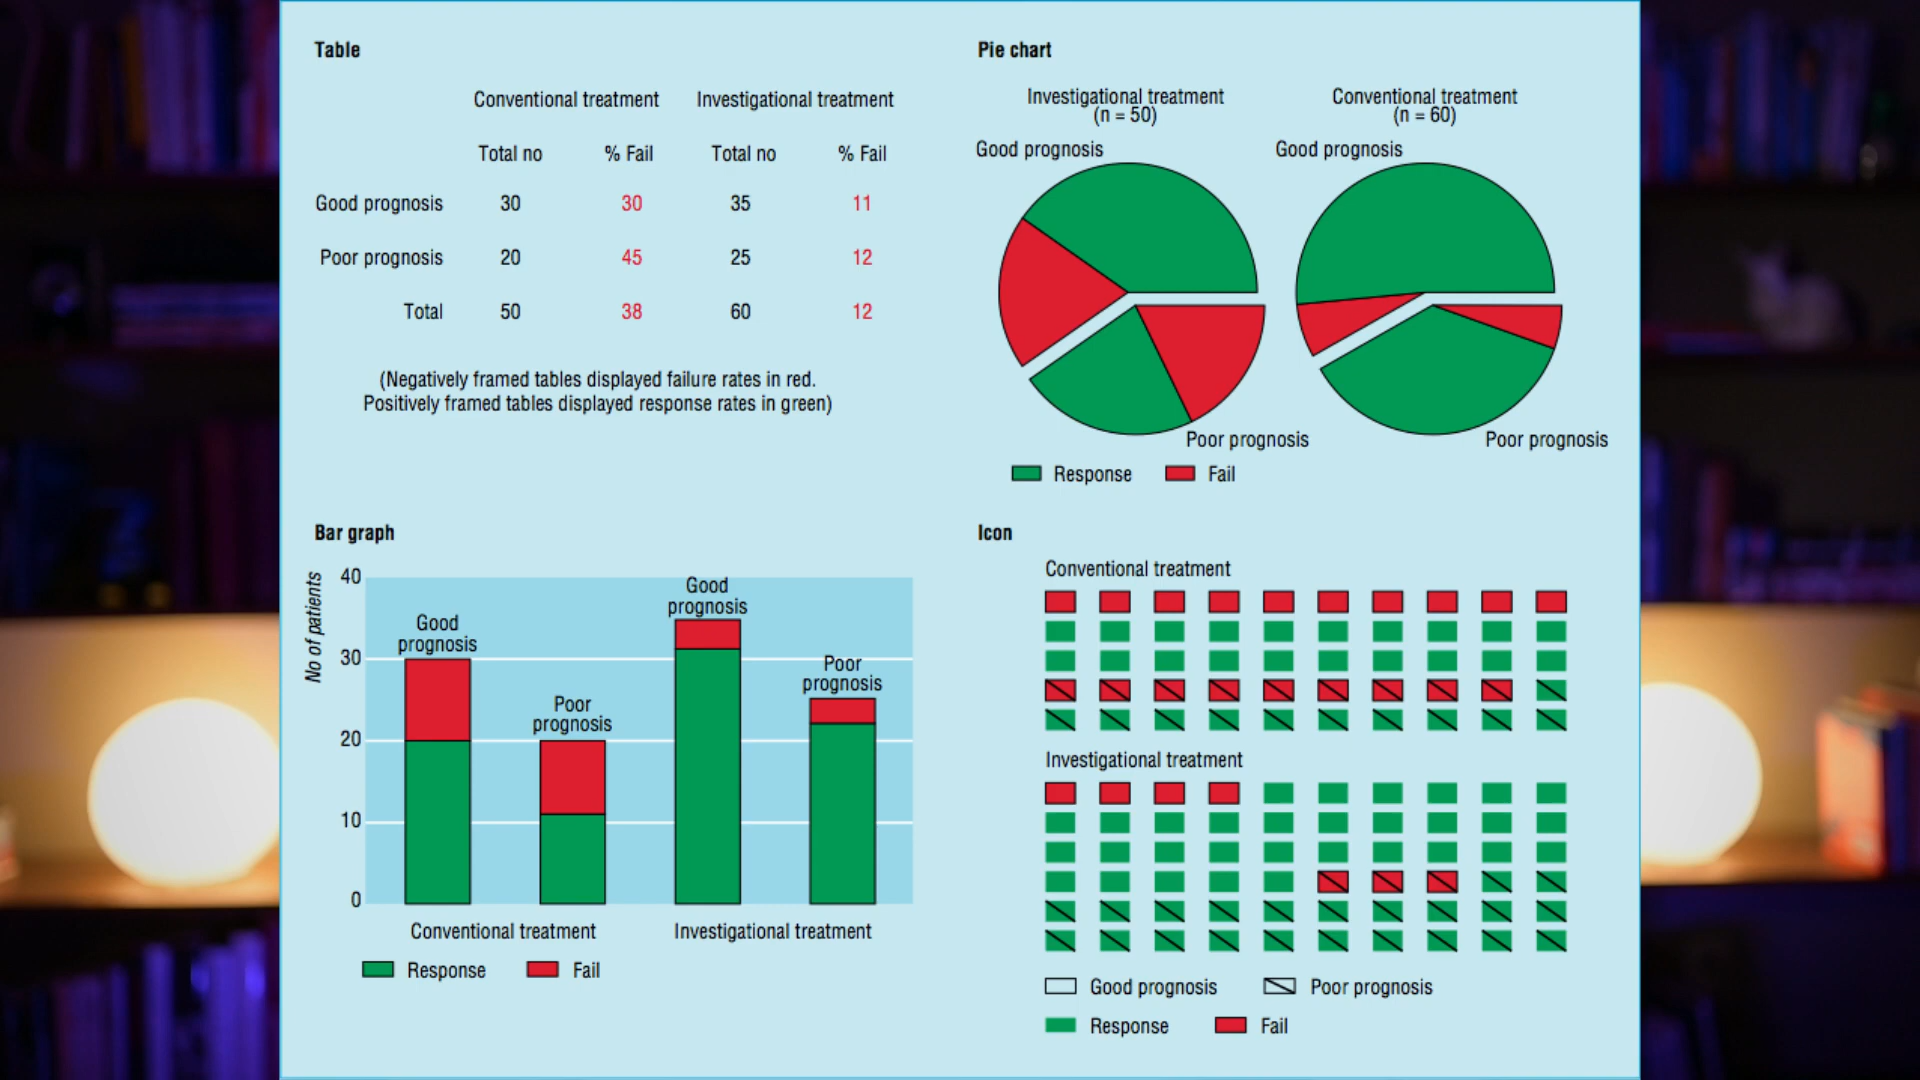 Table
Conventional treatment Investigational treatment
Total no % Fail Total no % Fail
Good prognosis 30 30 35 11
Poor prognosis 20 45 25 12
Total 50 38 60 12
(Negatively framed tables displayed failure rates in red.
Positively framed tables displayed response rates in green)
Pie chart
Investigational treatment
(n = 50)
Good prognosis
Poor prognosis
Conventional treatment
(n = 60)
Good prognosis
Poor prognosis
Response Fail
Bar graph
No of patients
40
30
20
10
0
Good
prognosis
Poor
prognosis
Good
prognosis
Poor
prognosis
Conventional treatment Investigational treatment
Response Fail
Icon
Conventional treatment
Investigational treatment
Good prognosis Poor prognosis
Response Fail